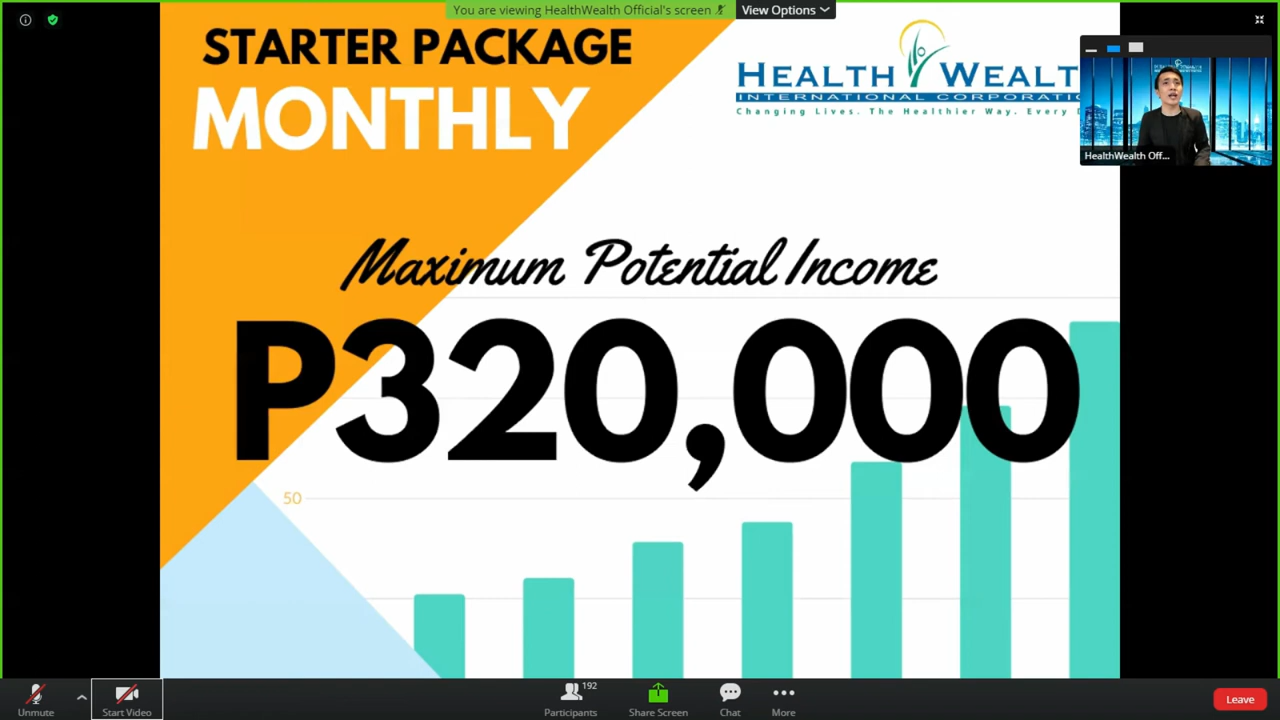 You are viewing HealthWealth Official's screen
View Options
STARTER PACKAGE
MONTHLY
HEALTH WEALT
INTERNATIONAL CORPORATIO
Changing Lives. The Healthier Way. Every
HealthWealth Off...
Maximum Potential Income
P320,000
50
Unmute
Start Video
192
Participants
Share Screen
Chat
More
Leave